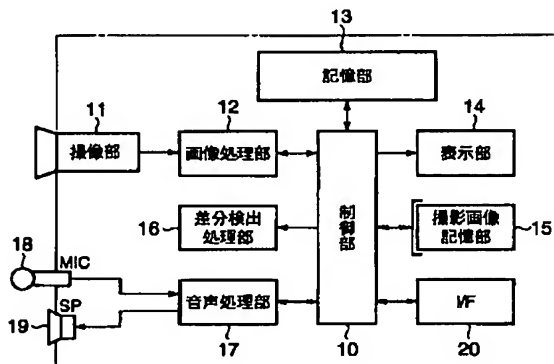 13
記憶部
11
12
14
撮像部
画像処理部
表示部
16
差分検出
処理部
制御部
撮影画像
記憶部
15
18
MIC
SP
音声処理部
I/F
19
17
10
20